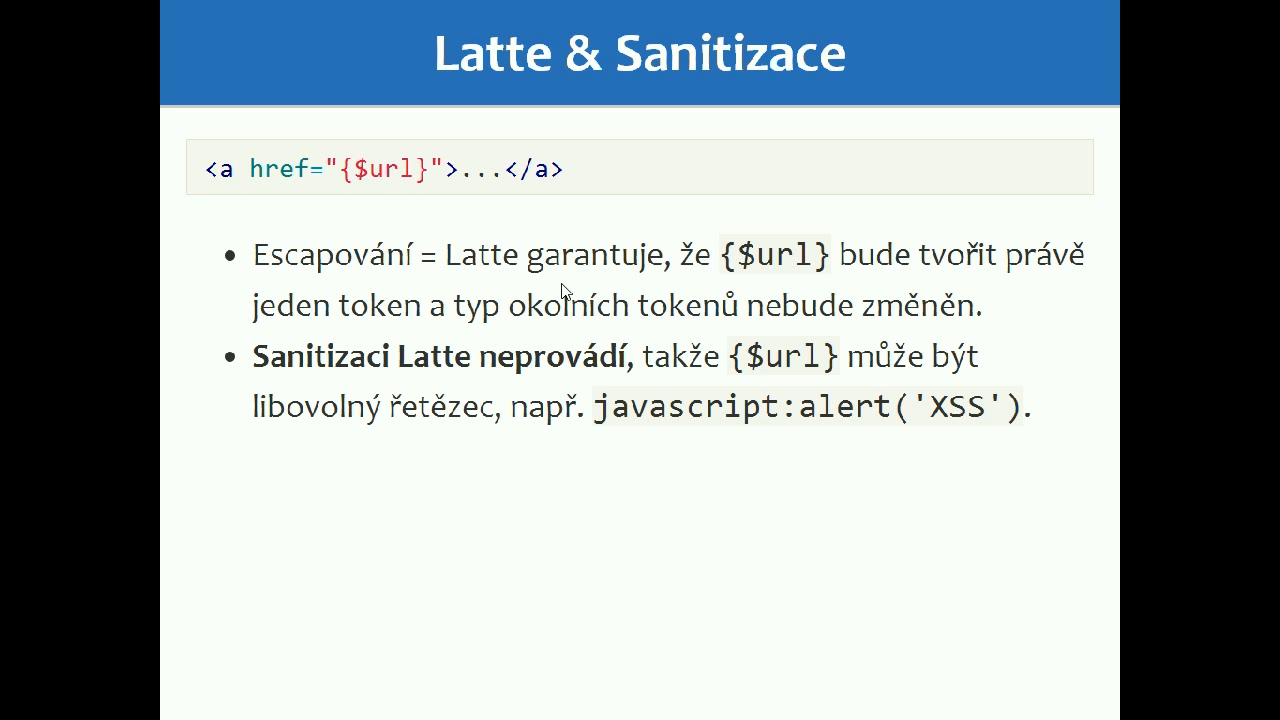 Latte & Sanitizace
<a href="{$url}">...</a>
• Escapování = Latte garantuje, že {$url} bude tvořit právě
jeden token a typ okolních tokenů nebude změněn.
• Sanitizaci Latte neprovádí, takže {$url} může být
libovolný řetězec, např. javascript:alert('XSS').